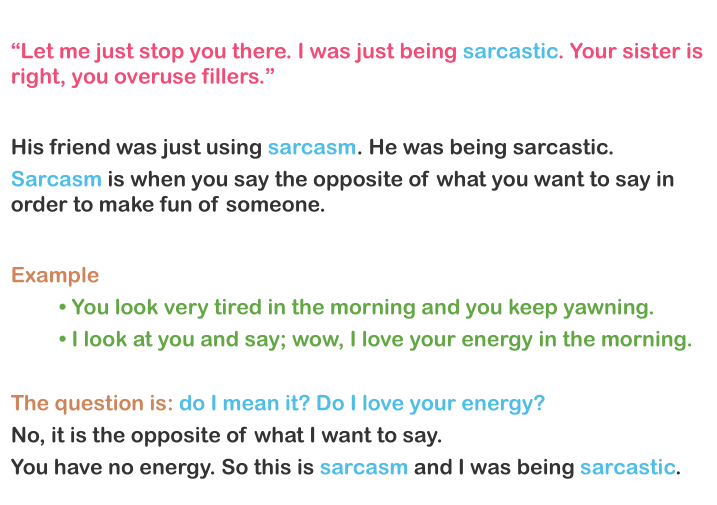 “Let me just stop you there. I was just being sarcastic. Your sister is
right, you overuse fillers.”
His friend was just using sarcasm. He was being sarcastic.
Sarcasm is when you say the opposite of what you want to say in
order to make fun of someone.
Example
• You look very tired in the morning and you keep yawning.
• I look at you and say; wow, I love your energy in the morning.
The question is: do I mean it? Do I love your energy?
No, it is the opposite of what I want to say.
You have no energy. So this is sarcasm and I was being sarcastic.